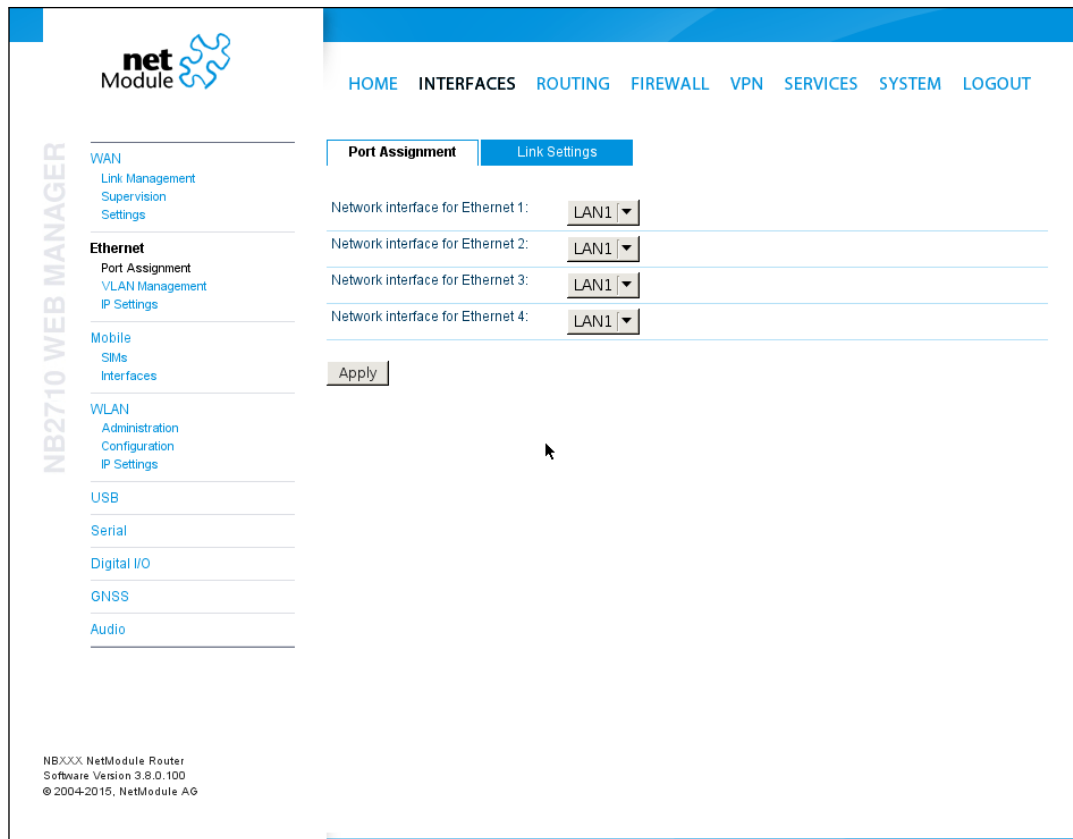 net
Module
HOME INTERFACES ROUTING FIREWALL VPN SERVICES SYSTEM LOGOUT
NB2710 WEB MANAGER
WAN
Link Management
Supervision
Settings
Ethernet
Port Assignment
VLAN Management
IP Settings
Mobile
SIMs
Interfaces
WLAN
Administration
Configuration
IP Settings
USB
Serial
Digital I/O
GNSS
Audio
Port Assignment Link Settings
Network interface for Ethernet 1: LAN1
Network interface for Ethernet 2: LAN1
Network interface for Ethernet 3: LAN1
Network interface for Ethernet 4: LAN1
Apply
NBXXX NetModule Router
Software Version 3.8.0.100
© 2004-2015, NetModule AG